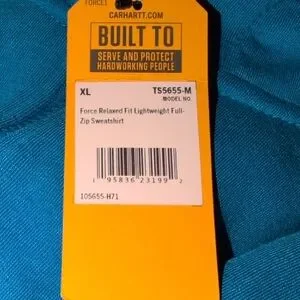 FORCE1
CARHARTT.COM
BUILT TO
SERVE AND PROTECT
HARDWORKING PEOPLE
XL TS5655-M
MODEL NO.
Force Relaxed Fit Lightweight Full-
Zip Sweatshirt
1 95836 23199 2
105655-H71